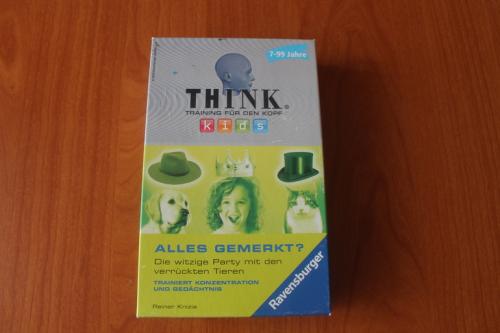 7-99 Jahre
THINK®
TRAINING FÜR DEN KOPF
kids
ALLES GEMERKT?
Die witzige Party mit den
verrückten Tieren
TRAINIERT KONZENTRATION
UND GEDÄCHTNIS
Reiner Knizia
Ravensburger